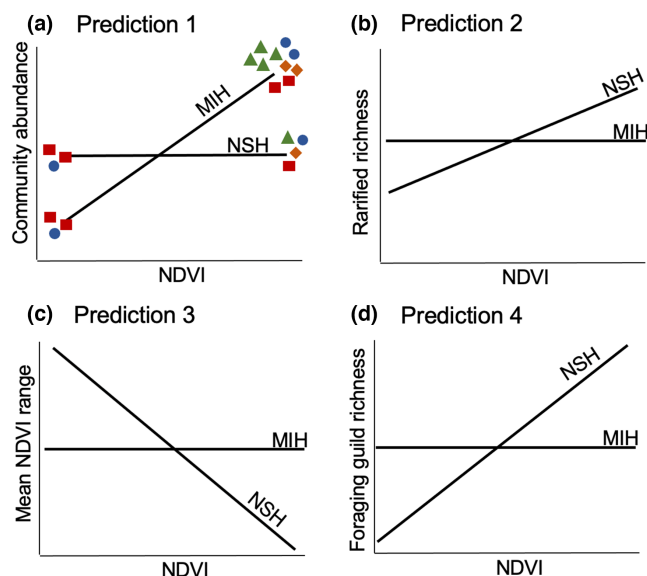 (a) Prediction 1
Community abundance
MIH
NSH
NDVI
(b) Prediction 2
Rarified richness
NSH
MIH
NDVI
(c) Prediction 3
Mean NDVI range
MIH
NSH
NDVI
(d) Prediction 4
Foraging guild richness
NSH
MIH
NDVI